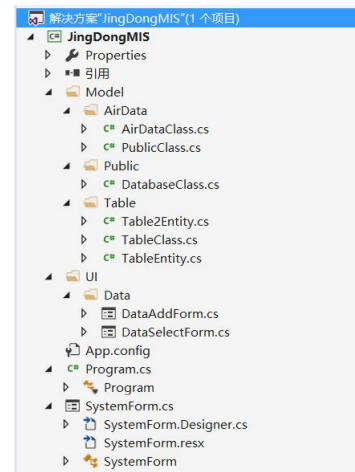 解决方案"JingDongMIS"(1 个项目)
C# JingDongMIS
Properties
引用
Model
AirData
C# AirDataClass.cs
C# PublicClass.cs
Public
C# DatabaseClass.cs
Table
C# Table2Entity.cs
C# TableClass.cs
C# TableEntity.cs
UI
Data
DataAddForm.cs
DataSelectForm.cs
App.config
C# Program.cs
Program
SystemForm.cs
SystemForm.Designer.cs
SystemForm.resx
SystemForm